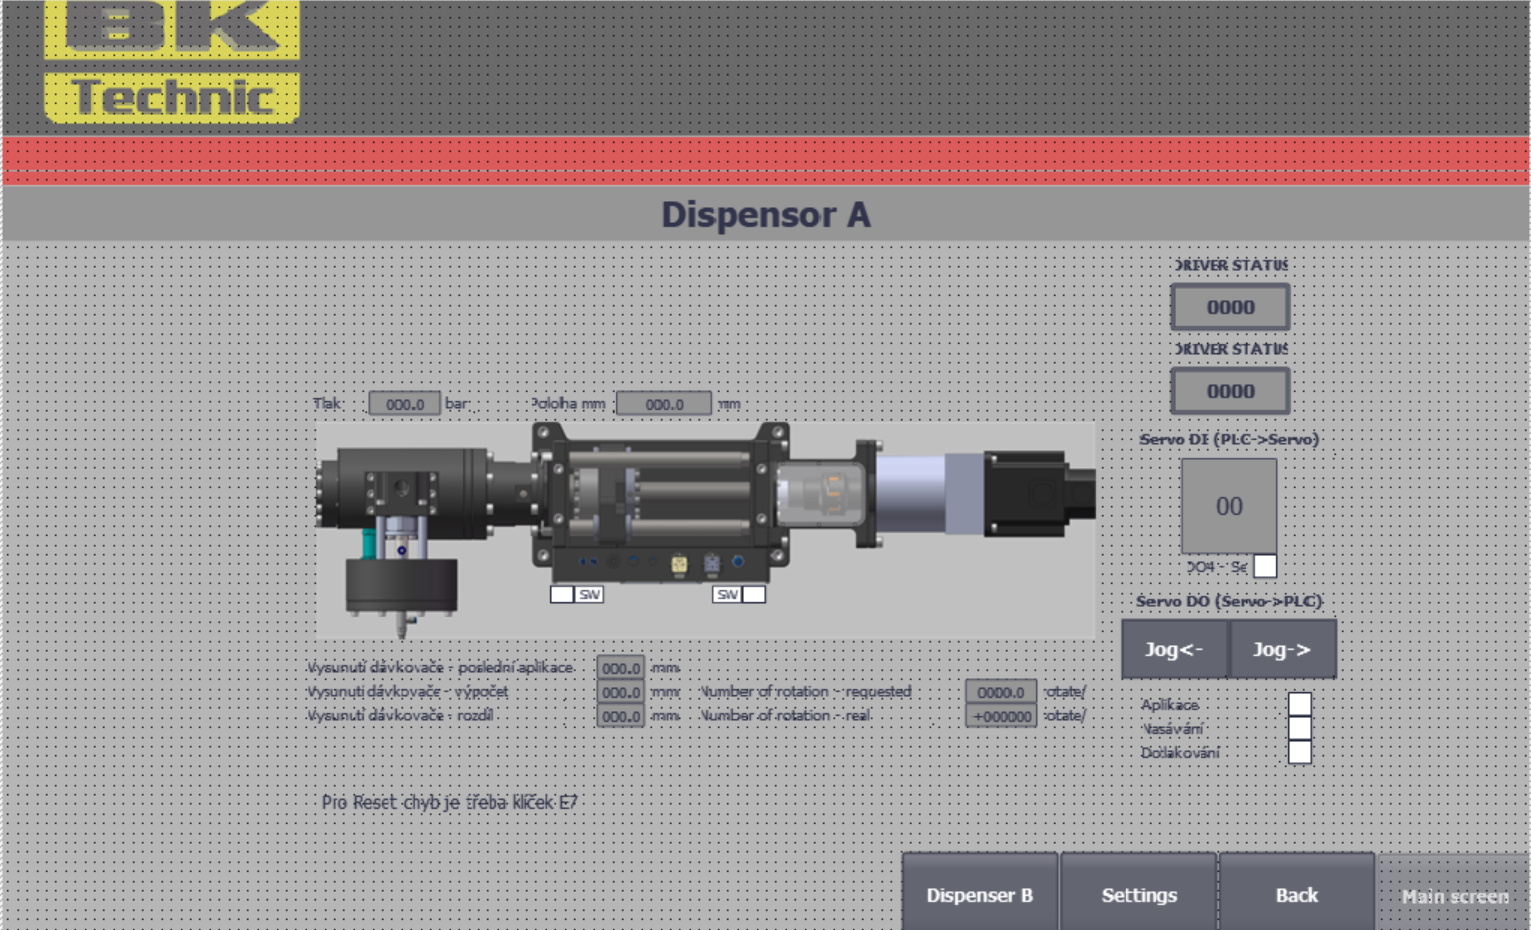 BK
Technic
Dispensor A
DRIVER STATUS
0000
DRIVER STATUS
0000
Tlak 000.0 bar Poloha mm 000.0 mm
Servo DI (PLC->Servo)
00
DO4 - Se
SW SW
Servo DO (Servo->PLC)
Jog<- Jog->
Vysunutí dávkovače - poslední aplikace 000.0 mm
Vysunutí dávkovače - výpočet 000.0 mm Number of rotation - requested 0000.0 rotate/
Vysunutí dávkovače - rozdíl 000.0 mm Number of rotation - real +000000 rotate/
Aplikace
Nasávání
Dotlakování
Pro Reset chyb je třeba klíček E7
Dispenser B Settings Back Main screen